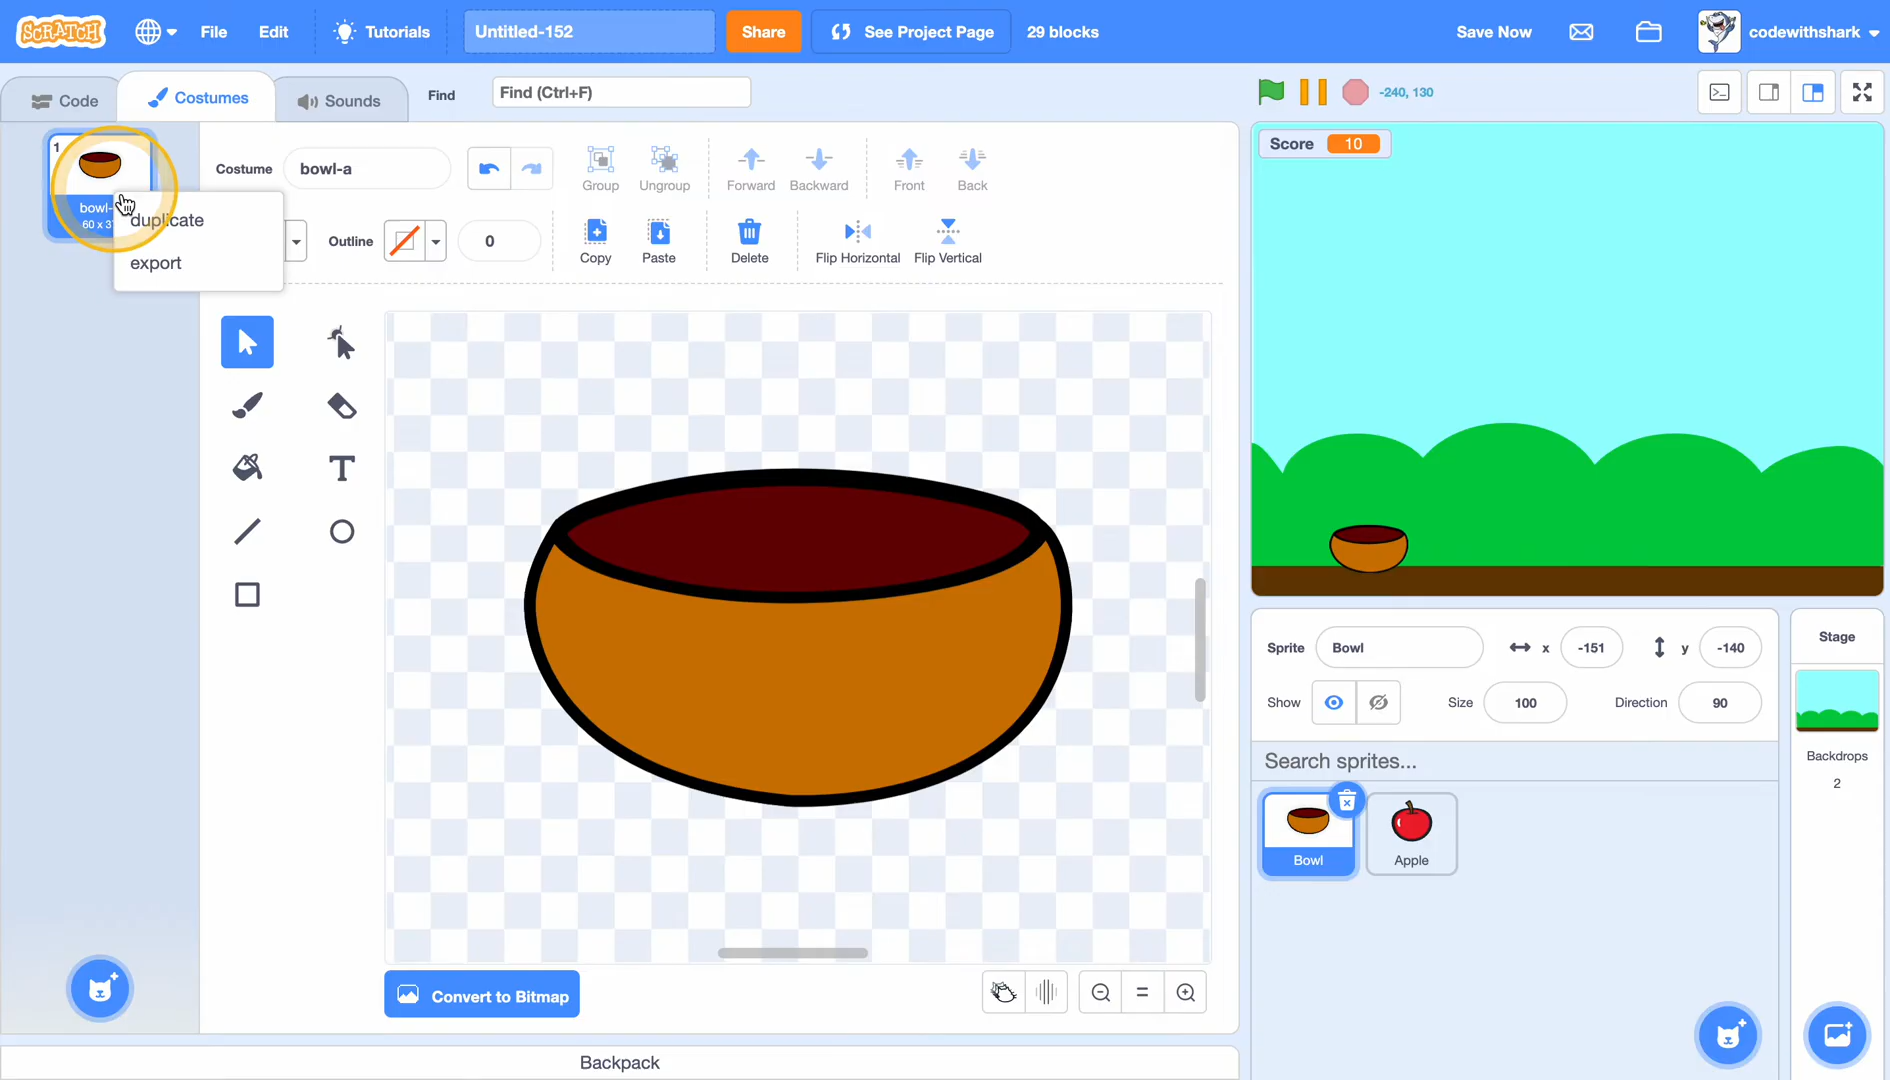 SCRATCH
File
Edit
Tutorials
Untitled-152
Share
See Project Page
29 blocks
Save Now
codewithshark
Code
Costumes
Sounds
Find
Find (Ctrl+F)
-240, 130
1
bowl-
60 x 3
duplicate
export
Costume
bowl-a
Group
Ungroup
Forward
Backward
Front
Back
Outline
0
Copy
Paste
Delete
Flip Horizontal
Flip Vertical
T
Convert to Bitmap
Backpack
Score 10
Sprite
Bowl
x
-151
y
-140
Show
Size
100
Direction
90
Search sprites...
Bowl
Apple
Stage
Backdrops
2